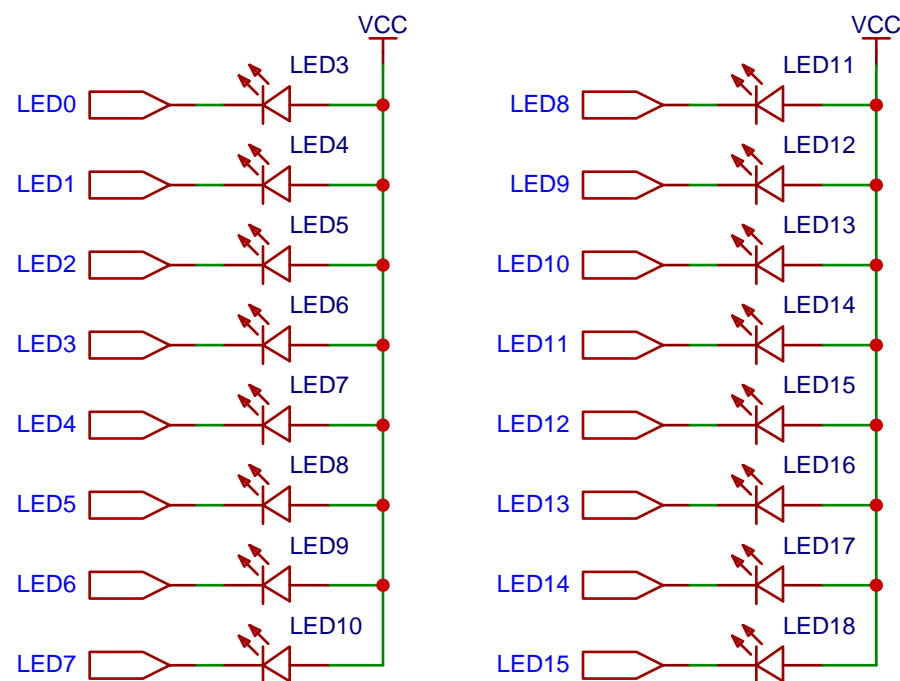 VCC
LED3
LED0
LED4
LED1
LED5
LED2
LED6
LED3
LED7
LED4
LED8
LED5
LED9
LED6
LED10
LED7
VCC
LED11
LED8
LED12
LED9
LED13
LED10
LED14
LED11
LED15
LED12
LED16
LED13
LED17
LED14
LED18
LED15